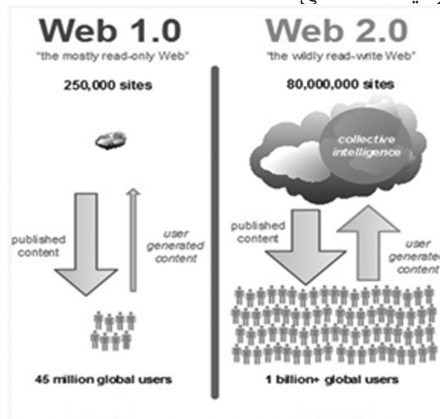 Web 1.0
"the mostly read-only Web"
250,000 sites
published
content
user
generated
content
45 million global users
Web 2.0
"the wildly read-write Web"
80,000,000 sites
collective
intelligence
published
content
user
generated
content
1 billion+ global users